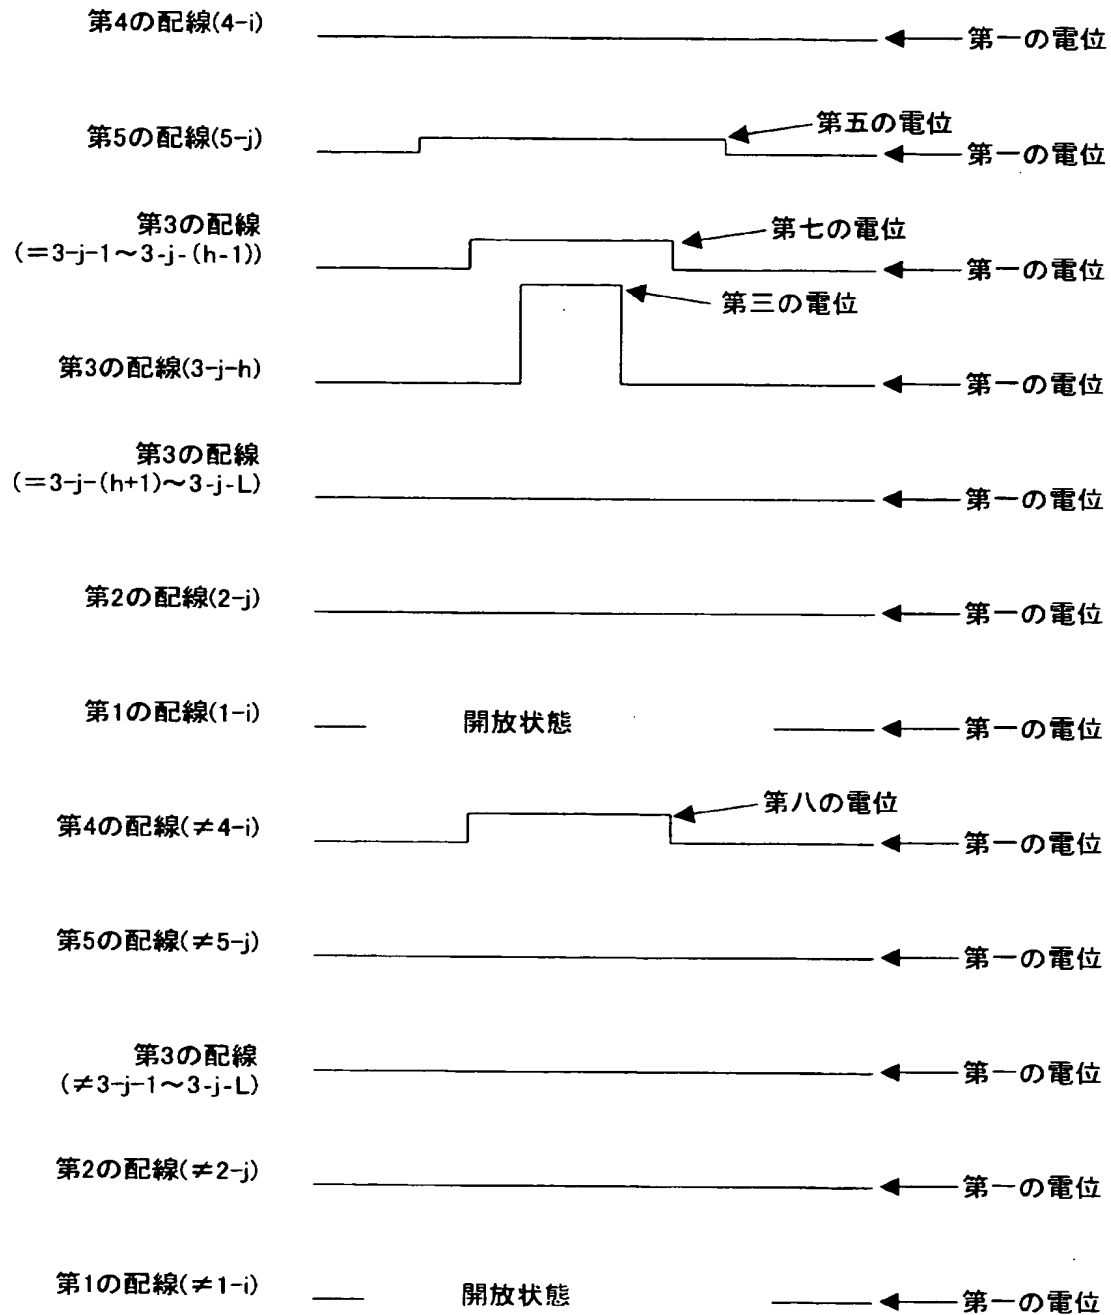 第4の配線(4-i)
第一の電位
第5の配線(5-j)
第五の電位
第一の電位
第3の配線
(=3-j-1～3-j-(h-1))
第七の電位
第一の電位
第三の電位
第3の配線(3-j-h)
第一の電位
第3の配線
(=3-j-(h+1)～3-j-L)
第一の電位
第2の配線(2-j)
第一の電位
第1の配線(1-i)
開放状態
第一の電位
第4の配線(≠4-i)
第八の電位
第一の電位
第5の配線(≠5-j)
第一の電位
第3の配線
(≠3-j-1～3-j-L)
第一の電位
第2の配線(≠2-j)
第一の電位
第1の配線(≠1-i)
開放状態
第一の電位